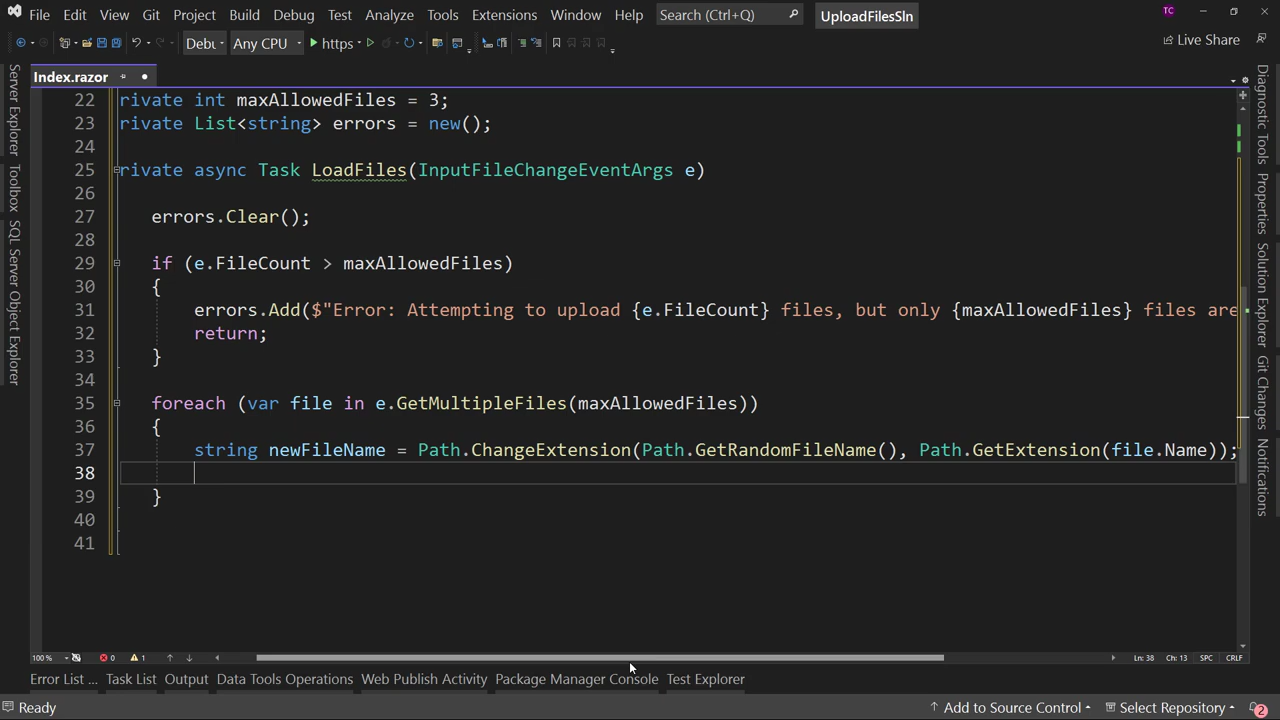 File Edit View Git Project Build Debug Test Analyze Tools Extensions Window Help Search (Ctrl+Q) UploadFilesSln TC
Debu Any CPU https Live Share
Index.razor
Server Explorer
Toolbox
SQL Server Object Explorer
22 rivate int maxAllowedFiles = 3;
23 rivate List<string> errors = new();
24
25 rivate async Task LoadFiles(InputFileChangeEventArgs e)
26
27 errors.Clear();
28
29 if (e.FileCount > maxAllowedFiles)
30 {
31 errors.Add($"Error: Attempting to upload {e.FileCount} files, but only {maxAllowedFiles} files are
32 return;
33 }
34
35 foreach (var file in e.GetMultipleFiles(maxAllowedFiles))
36 {
37 string newFileName = Path.ChangeExtension(Path.GetRandomFileName(), Path.GetExtension(file.Name));
38
39 }
40
41
Diagnostic Tools
Properties
Solution Explorer
Git Changes
Notifications
100 % 0 1 Ln: 38 Ch: 13 SPC CRLF
Error List ... Task List Output Data Tools Operations Web Publish Activity Package Manager Console Test Explorer
Ready Add to Source Control Select Repository 2